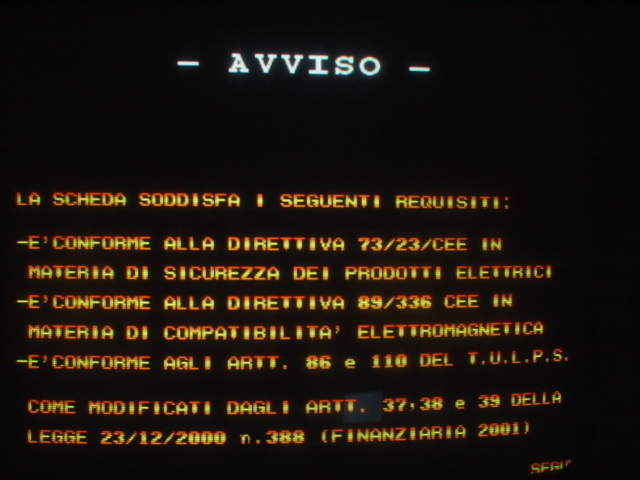 - AVVISO -
LA SCHEDA SODDISFA I SEGUENTI REQUISITI:
-E'CONFORME ALLA DIRETTIVA 73/23/CEE IN
MATERIA DI SICUREZZA DEI PRODOTTI ELETTRICI
-E'CONFORME ALLA DIRETTIVA 89/336 CEE IN
MATERIA DI COMPATIBILITA' ELETTROMAGNETICA
-E'CONFORME AGLI ARTT. 86 e 110 DEL T.U.L.P.S.
COME MODIFICATI DAGLI ARTT. 37,38 e 39 DELLA
LEGGE 23/12/2000 n.388 (FINANZIARIA 2001)